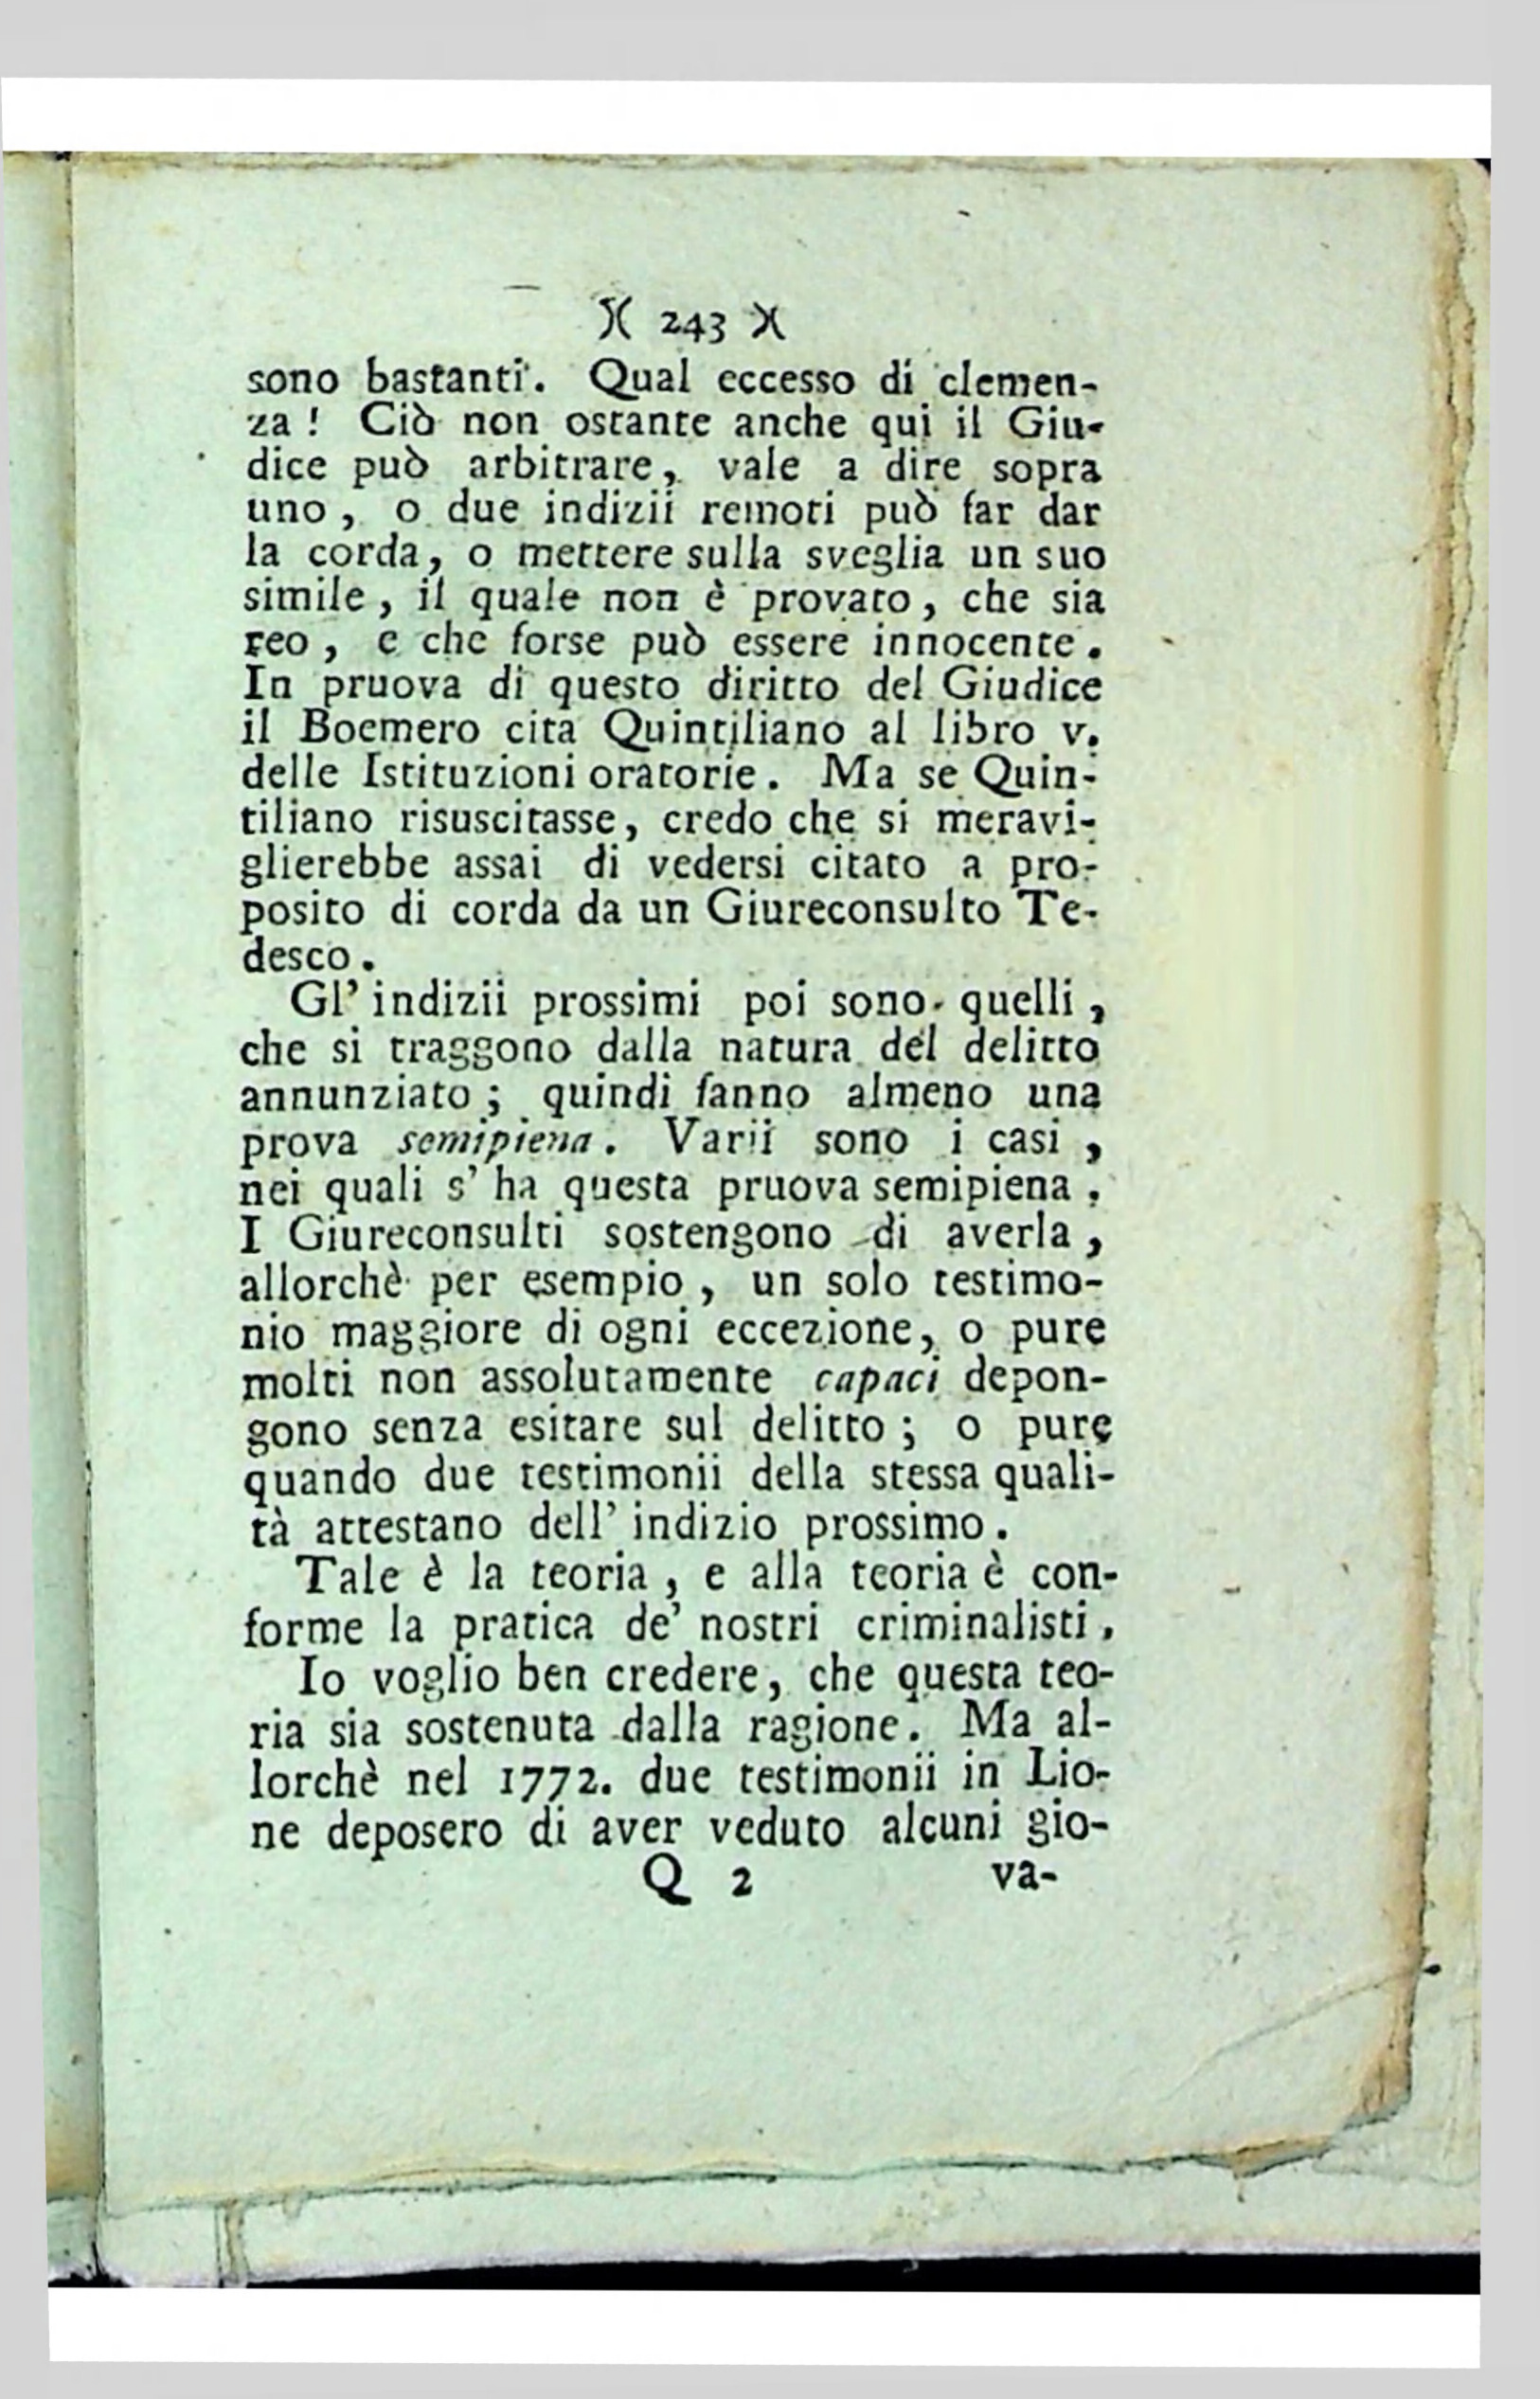 )( 243 )(
sono bastanti. Qual eccesso di clemen-
za! Ciò non ostante anche qui il Giu-
dice può arbitrare, vale a dire sopra
uno, o due indizii remoti può far dar
la corda, o mettere sulla sveglia un suo
simile, il quale non è provato, che sia
reo, e che forse può essere innocente.
In pruova di questo diritto del Giudice
il Boemero cita Quintiliano al libro v.
delle Istituzioni oratorie. Ma se Quin-
tiliano risuscitasse, credo che si meravi-
glierebbe assai di vedersi citato a pro-
posito di corda da un Giureconsulto Te-
desco.
Gl' indizii prossimi poi sono quelli,
che si traggono dalla natura del delitto
annunziato; quindi fanno almeno una
prova semipiena. Varii sono i casi,
nei quali s' ha questa pruova semipiena.
I Giureconsulti sostengono di averla,
allorchè per esempio, un solo testimo-
nio maggiore di ogni eccezione, o pure
molti non assolutamente capaci depon-
gono senza esitare sul delitto; o pure
quando due testimonii della stessa quali-
tà attestano dell' indizio prossimo.
Tale è la teoria, e alla teoria è con-
forme la pratica de' nostri criminalisti.
Io voglio ben credere, che questa teo-
ria sia sostenuta dalla ragione. Ma al-
lorchè nel 1772. due testimonii in Lio-
ne deposero di aver veduto alcuni gio-
Q 2 va-